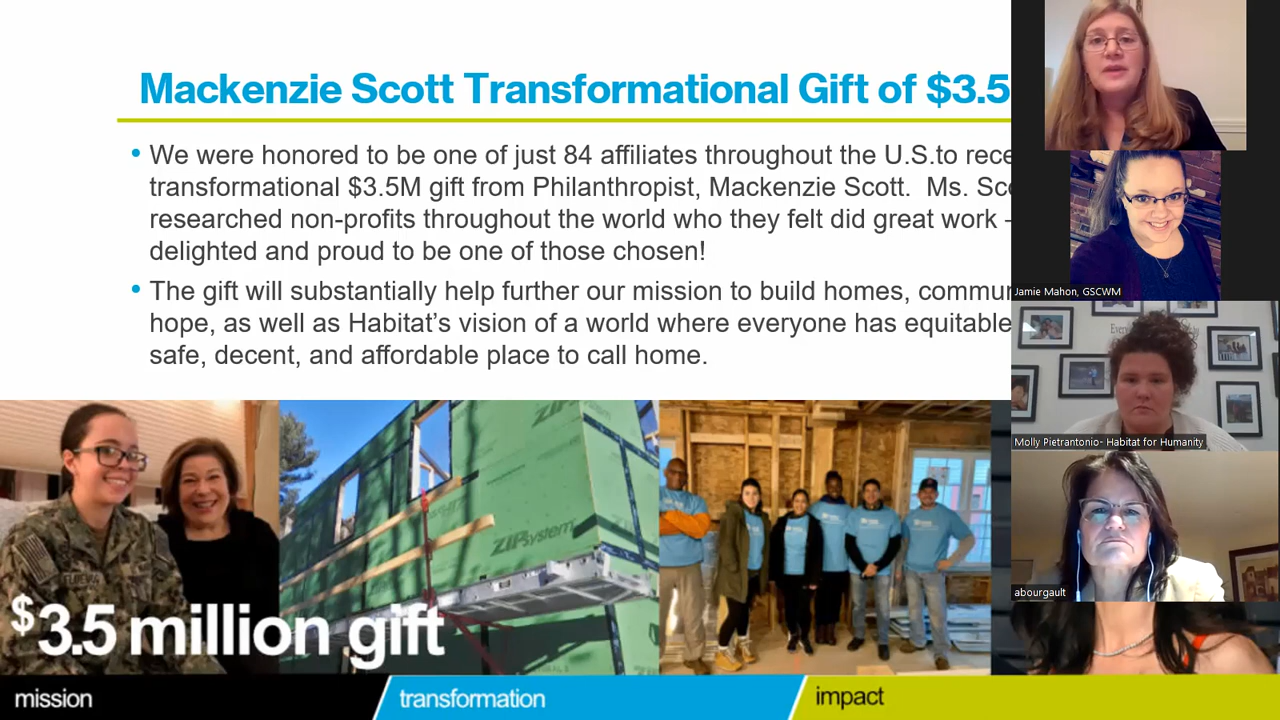 Mackenzie Scott Transformational Gift of $3.5
• We were honored to be one of just 84 affiliates throughout the U.S.to rece
transformational $3.5M gift from Philanthropist, Mackenzie Scott. Ms. Sc
researched non-profits throughout the world who they felt did great work -
delighted and proud to be one of those chosen!
• The gift will substantially help further our mission to build homes, commu
hope, as well as Habitat's vision of a world where everyone has equitable
safe, decent, and affordable place to call home.
ZIP
ZIPsystem
$3.5 million gift
mission
transformation
impact
Jamie Mahon, GSCWM
Molly Pietrantonio- Habitat for Humanity
abourgault